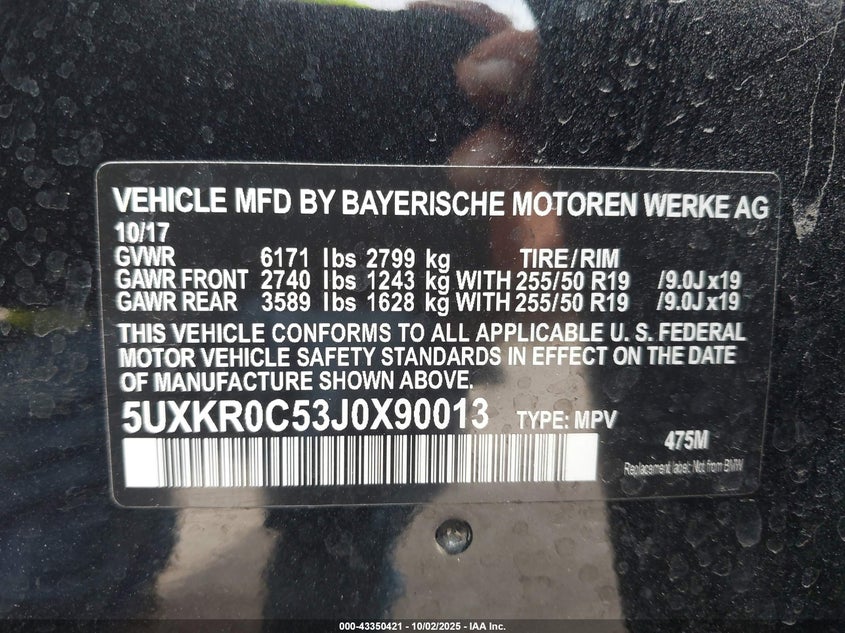 VEHICLE MFD BY BAYERISCHE MOTOREN WERKE AG
10/17
GVWR 6171 lbs 2799 kg TIRE/RIM
GAWR FRONT 2740 lbs 1243 kg WITH 255/50 R19 /9.0J x19
GAWR REAR 3589 lbs 1628 kg WITH 255/50 R19 /9.0J x19
THIS VEHICLE CONFORMS TO ALL APPLICABLE U. S. FEDERAL
MOTOR VEHICLE SAFETY STANDARDS IN EFFECT ON THE DATE
OF MANUFACTURE SHOWN ABOVE.
5UXKR0C53J0X90013 TYPE: MPV
475M
Replacement label: Not from BMW
000-43350421 - 10/02/2025 - IAA Inc.